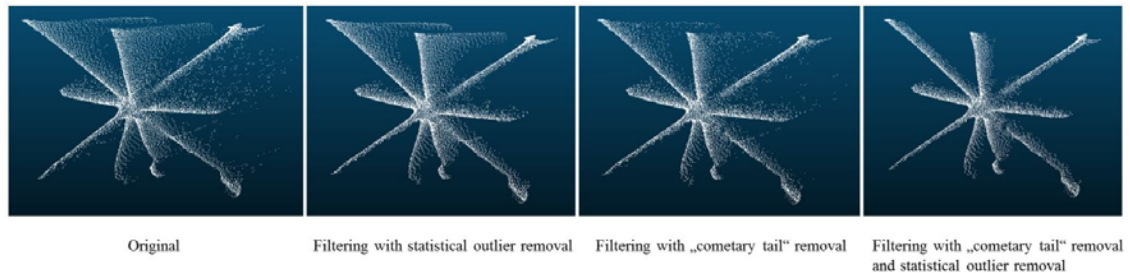 Original
Filtering with statistical outlier removal
Filtering with „cometary tail“ removal
Filtering with „cometary tail“ removal
and statistical outlier removal